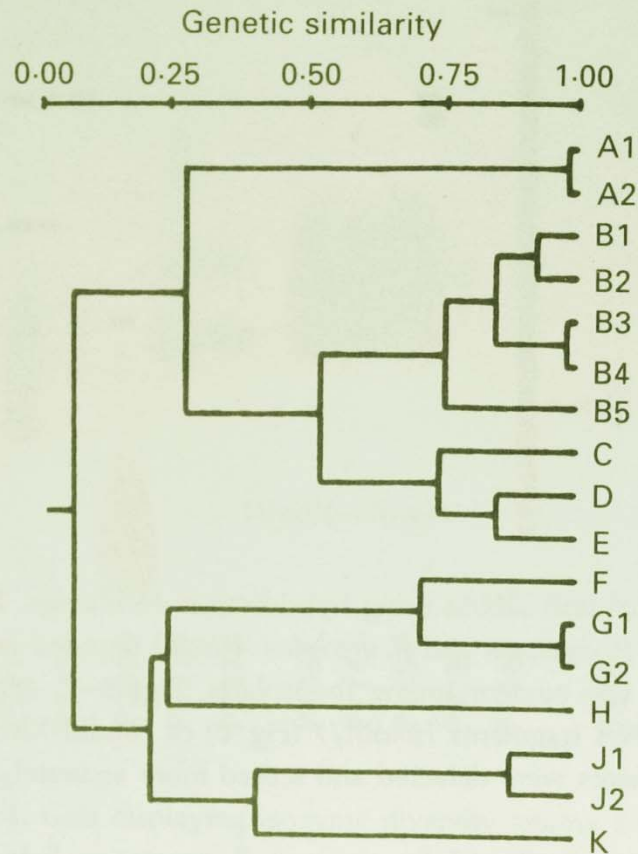 Genetic similarity
0·00 0·25 0·50 0·75 1·00
A1
A2
B1
B2
B3
B4
B5
C
D
E
F
G1
G2
H
J1
J2
K